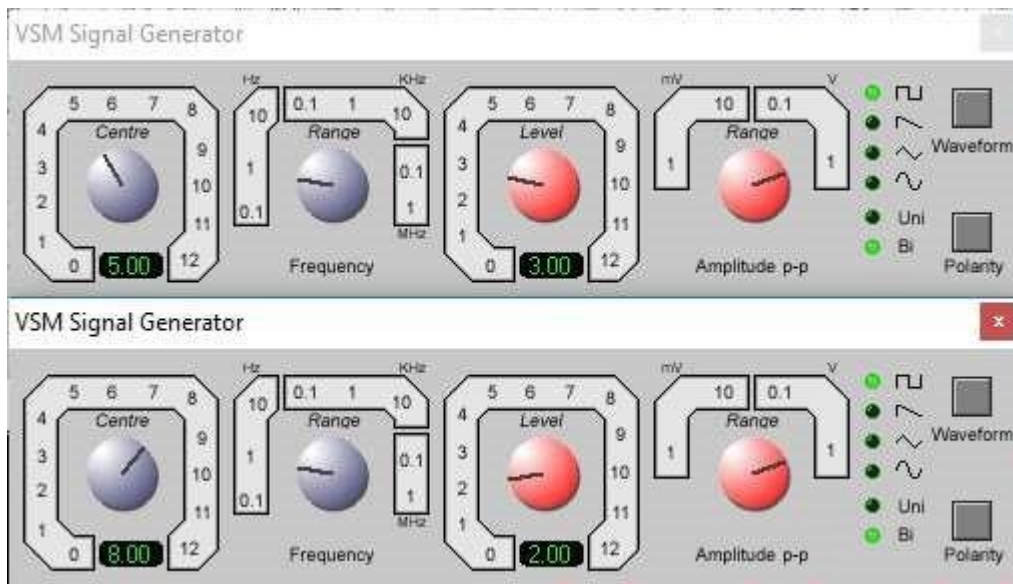 VSM Signal Generator
Hz KHz mV V
5 6 7 8 10 0.1 1 10 5 6 7 8 10 0.1
Centre Range Level Range
4 9 4 9 Waveform
3 10 1 0.1 3 10 1 1
2 11 0.1 1 2 11 Uni
1 MHz 1 Bi
0 5.00 12 Frequency 0 3.00 12 Amplitude p-p Polarity
VSM Signal Generator x
Hz KHz mV V
5 6 7 8 10 0.1 1 10 5 6 7 8 10 0.1
Centre Range Level Range
4 9 4 9 Waveform
3 10 1 0.1 3 10 1 1
2 11 0.1 1 2 11 Uni
1 MHz 1 Bi
0 8.00 12 Frequency 0 2.00 12 Amplitude p-p Polarity